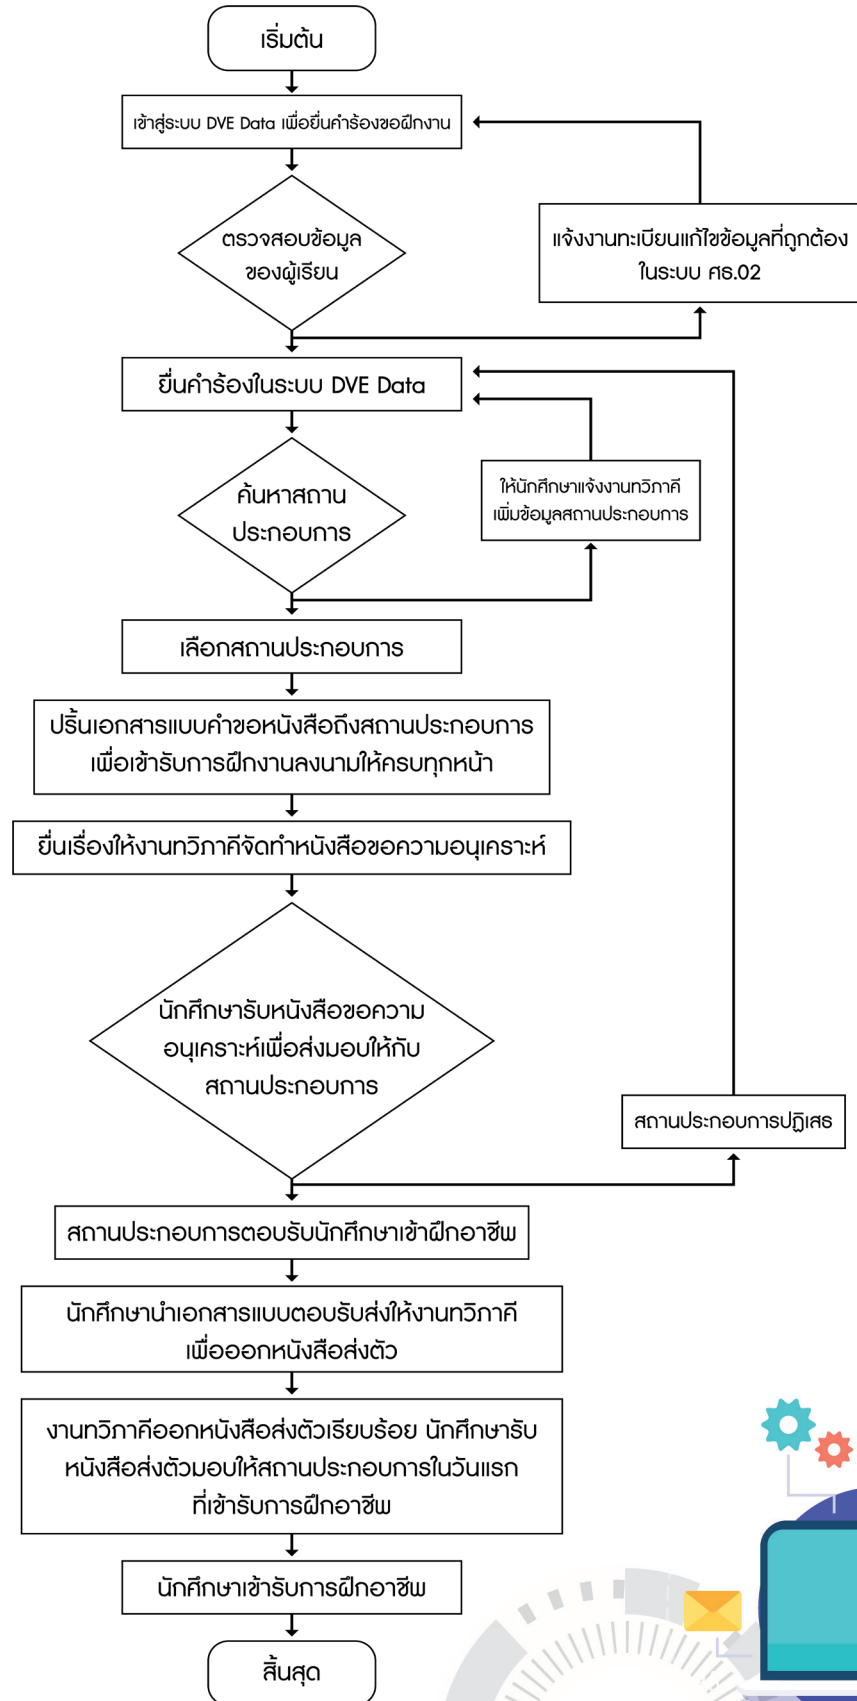 เริ่มต้น
เข้าสู่ระบบ DVE Data เพื่อยื่นคำร้องขอฝึกงาน
ตรวจสอบข้อมูล
ของผู้เรียน
แจ้งงานทะเบียนแก้ไขข้อมูลที่ถูกต้อง
ในระบบ ศธ.02
ยื่นคำร้องในระบบ DVE Data
ค้นหาสถาน
ประกอบการ
ให้นักศึกษาแจ้งงานทวิภาคี
เพิ่มข้อมูลสถานประกอบการ
เลือกสถานประกอบการ
ปริ้นเอกสารแบบคำขอหนังสือถึงสถานประกอบการ
เพื่อเข้ารับการฝึกงานลงนามให้ครบทุกหน้า
ยื่นเรื่องให้งานทวิภาคีจัดทำหนังสือขอความอนุเคราะห์
นักศึกษารับหนังสือขอความ
อนุเคราะห์เพื่อส่งมอบให้กับ
สถานประกอบการ
สถานประกอบการปฏิเสธ
สถานประกอบการตอบรับนักศึกษาเข้าฝึกอาชีพ
นักศึกษานำเอกสารแบบตอบรับส่งให้งานทวิภาคี
เพื่อออกหนังสือส่งตัว
งานทวิภาคีออกหนังสือส่งตัวเรียบร้อย นักศึกษารับ
หนังสือส่งตัวมอบให้สถานประกอบการในวันแรก
ที่เข้ารับการฝึกอาชีพ
นักศึกษาเข้ารับการฝึกอาชีพ
สิ้นสุด